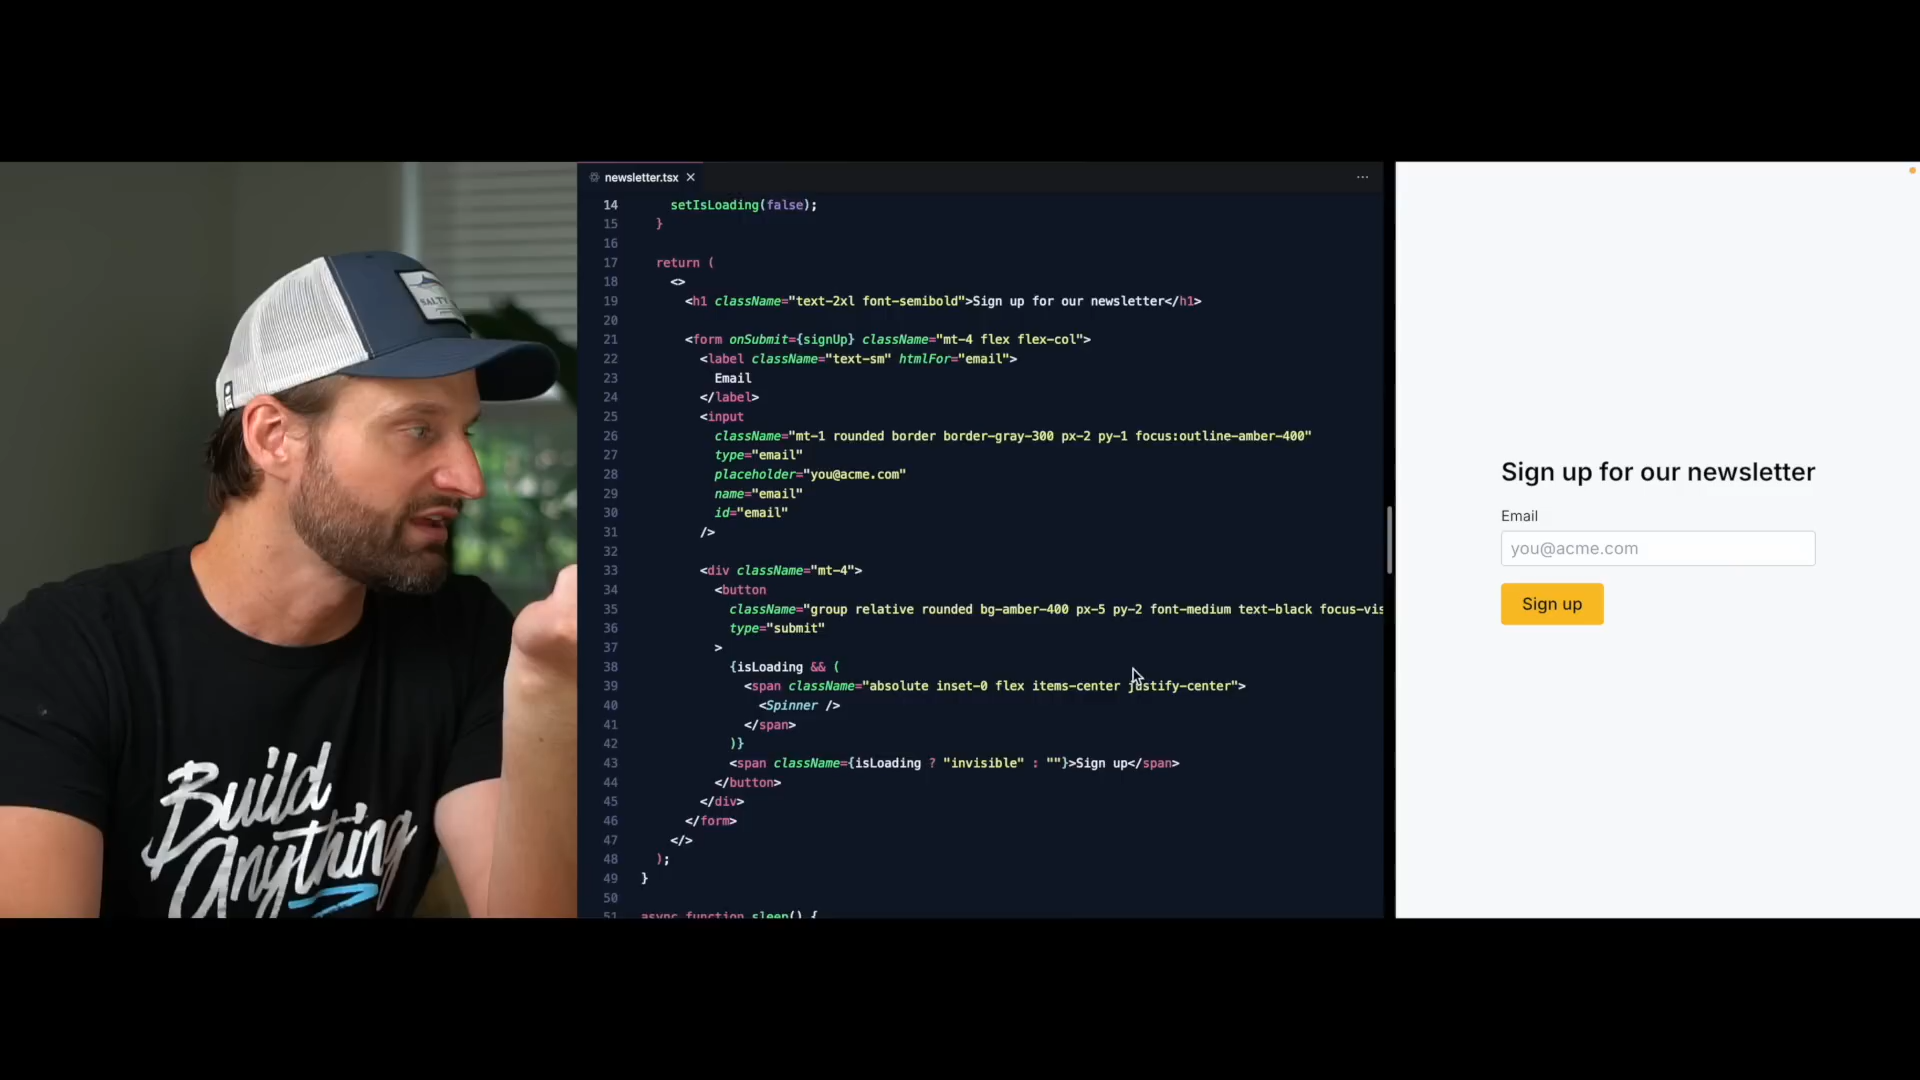 SALTY
Build
Anything
newsletter.tsx
14 setIsLoading(false);
15 }
16
17 return (
18 <>
19 <h1 className="text-2xl font-semibold">Sign up for our newsletter</h1>
20
21 <form onSubmit={signUp} className="mt-4 flex flex-col">
22 <label className="text-sm" htmlFor="email">
23 Email
24 </label>
25 <input
26 className="mt-1 rounded border border-gray-300 px-2 py-1 focus:outline-amber-400"
27 type="email"
28 placeholder="you@acme.com"
29 name="email"
30 id="email"
31 />
32
33 <div className="mt-4">
34 <button
35 className="group relative rounded bg-amber-400 px-5 py-2 font-medium text-black focus-vis
36 type="submit"
37 >
38 {isLoading && (
39 <span className="absolute inset-0 flex items-center justify-center">
40 <Spinner />
41 </span>
42 )}
43 <span className={isLoading ? "invisible" : ""}>Sign up</span>
44 </button>
45 </div>
46 </form>
47 </>
48 );
49 }
50
51 async function sleep() {
Sign up for our newsletter
Email
you@acme.com
Sign up